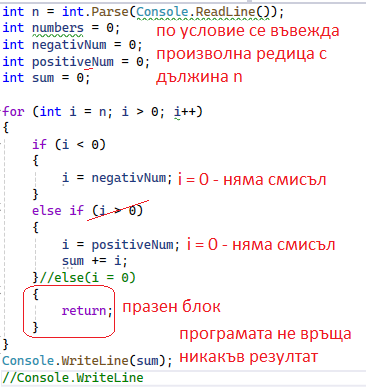 int n = int.Parse(Console.ReadLine());
int numbers = 0;
int negativNum = 0;
int positiveNum = 0;
int sum = 0;
по условие се въвежда
произволна редица с
дължина n
for (int i = n; i > 0; i++)
{
if (i < 0)
{
i = negativNum; i = 0 - няма смисъл
}
else if (i > 0)
{
i = positiveNum; i = 0 - няма смисъл
sum += i;
}//else(i = 0)
{
return; празен блок
}
}
програмата не връща
никакъв резултат
Console.WriteLine(sum);
//Console.WriteLine